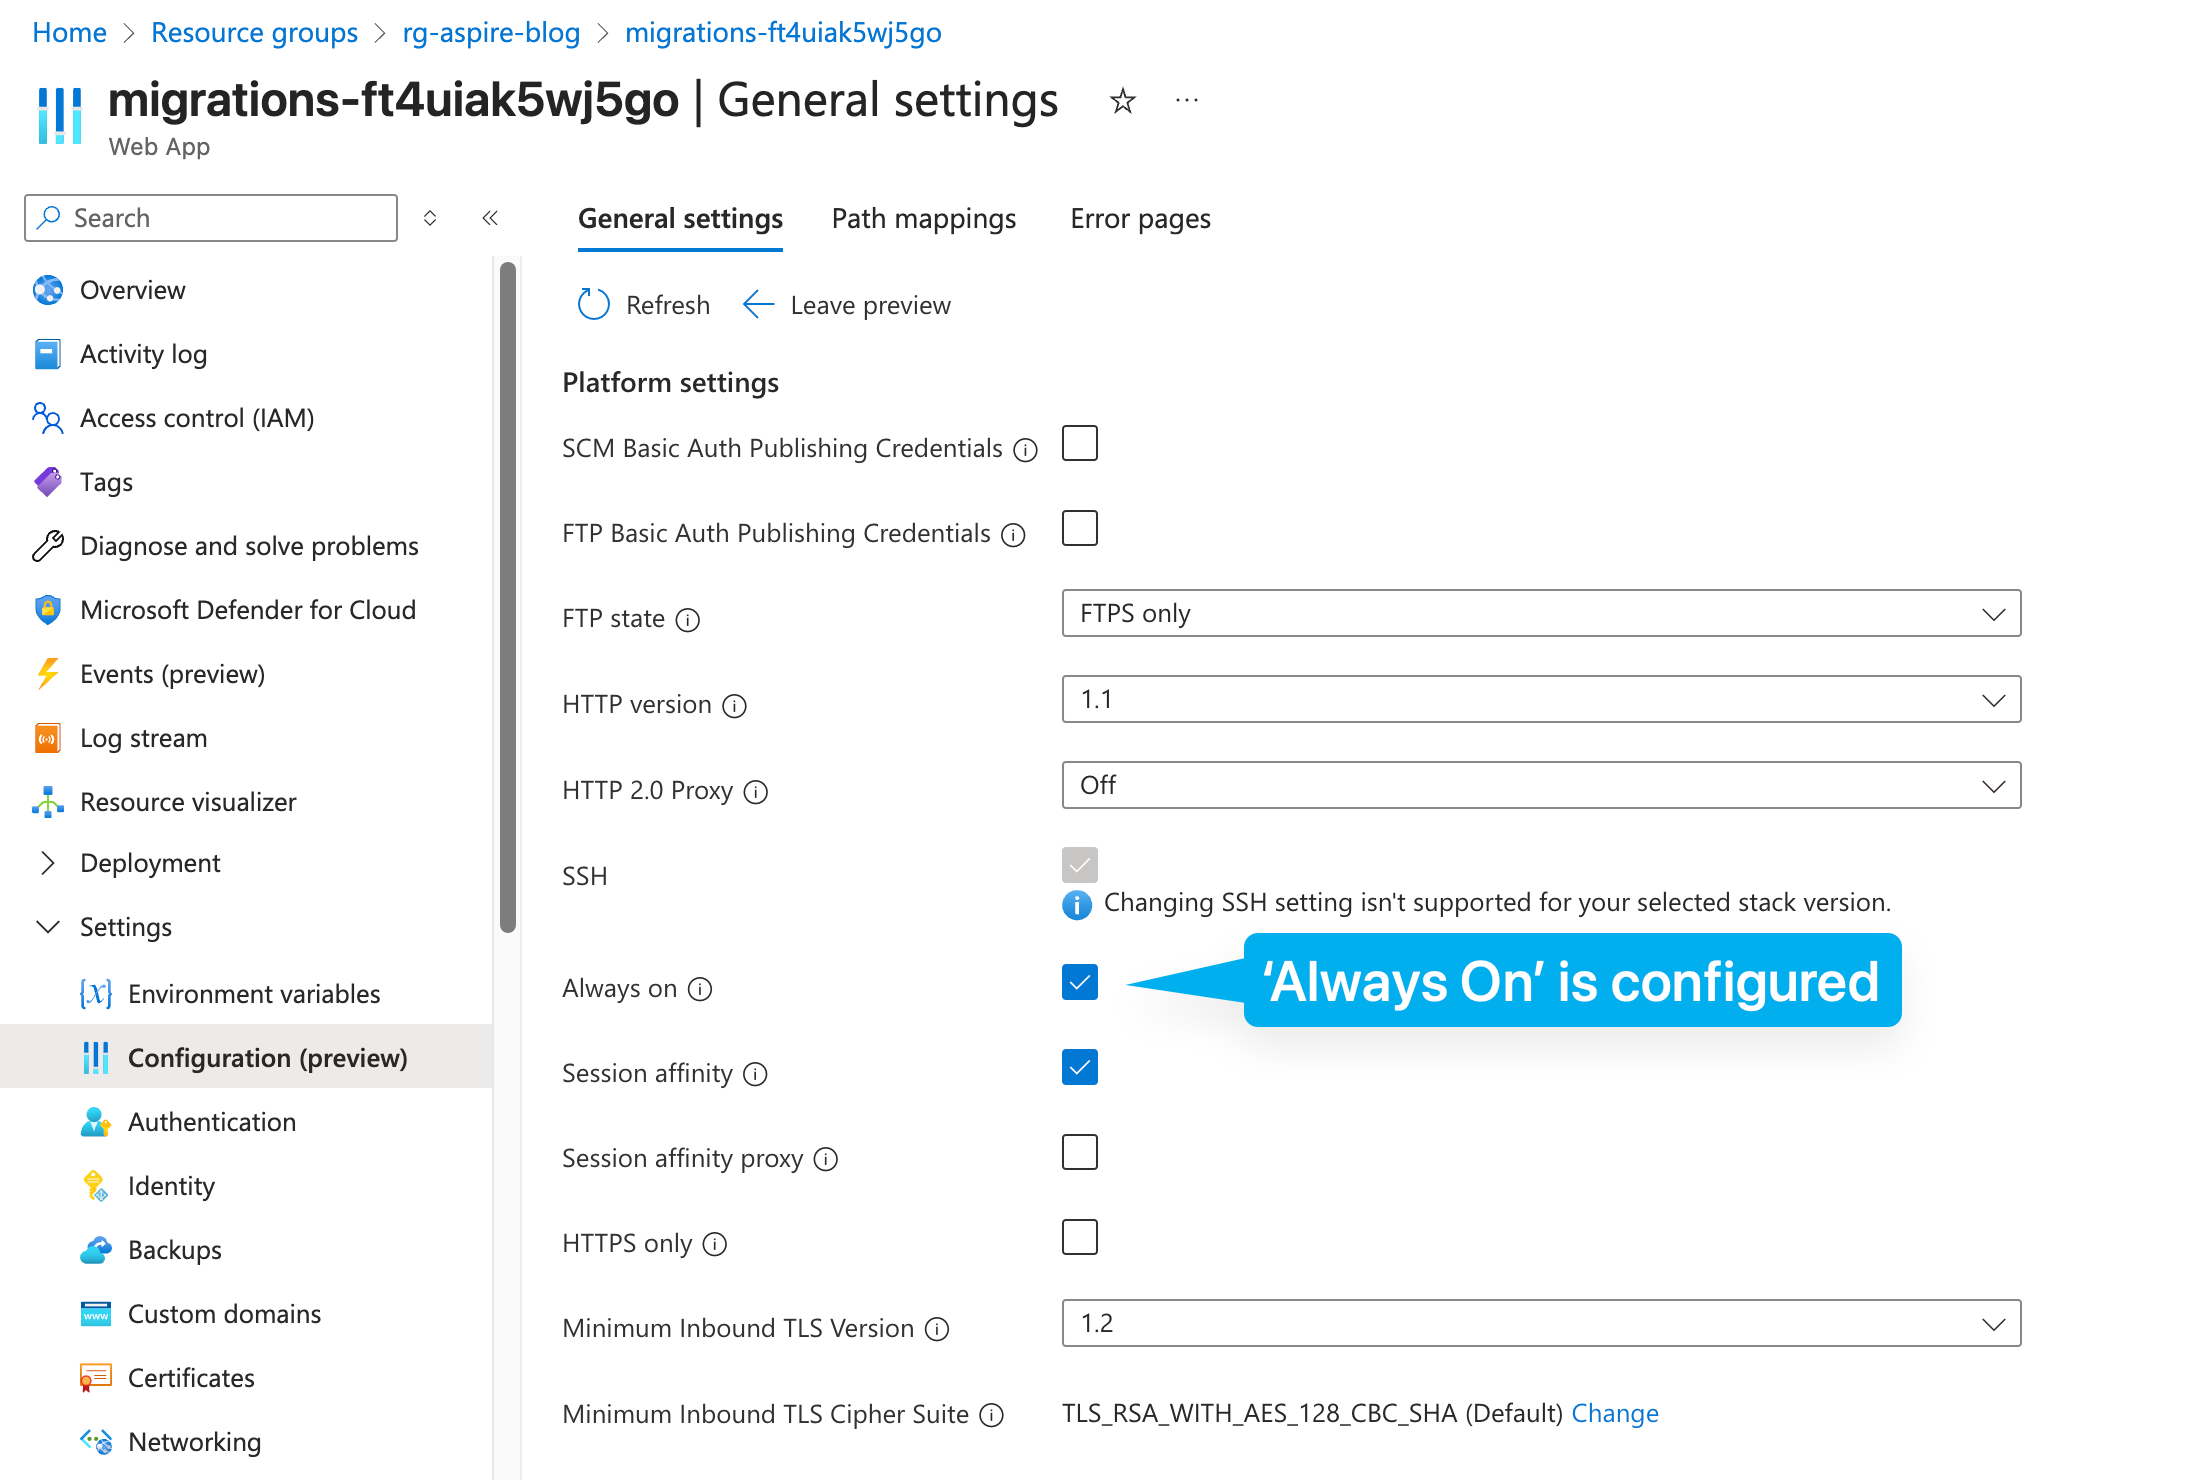 Home > Resource groups > rg-aspire-blog > migrations-ft4uiak5wj5go
migrations-ft4uiak5wj5go | General settings
Web App
Search
General settings Path mappings Error pages
Refresh Leave preview
Overview
Activity log
Access control (IAM)
Tags
Diagnose and solve problems
Microsoft Defender for Cloud
Events (preview)
Log stream
Resource visualizer
Deployment
Settings
Environment variables
Configuration (preview)
Authentication
Identity
Backups
Custom domains
Certificates
Networking
Platform settings
SCM Basic Auth Publishing Credentials
FTP Basic Auth Publishing Credentials
FTP state FTPS only
HTTP version 1.1
HTTP 2.0 Proxy Off
SSH
Changing SSH setting isn't supported for your selected stack version.
Always on
‘Always On’ is configured
Session affinity
Session affinity proxy
HTTPS only
Minimum Inbound TLS Version 1.2
Minimum Inbound TLS Cipher Suite TLS_RSA_WITH_AES_128_CBC_SHA (Default) Change